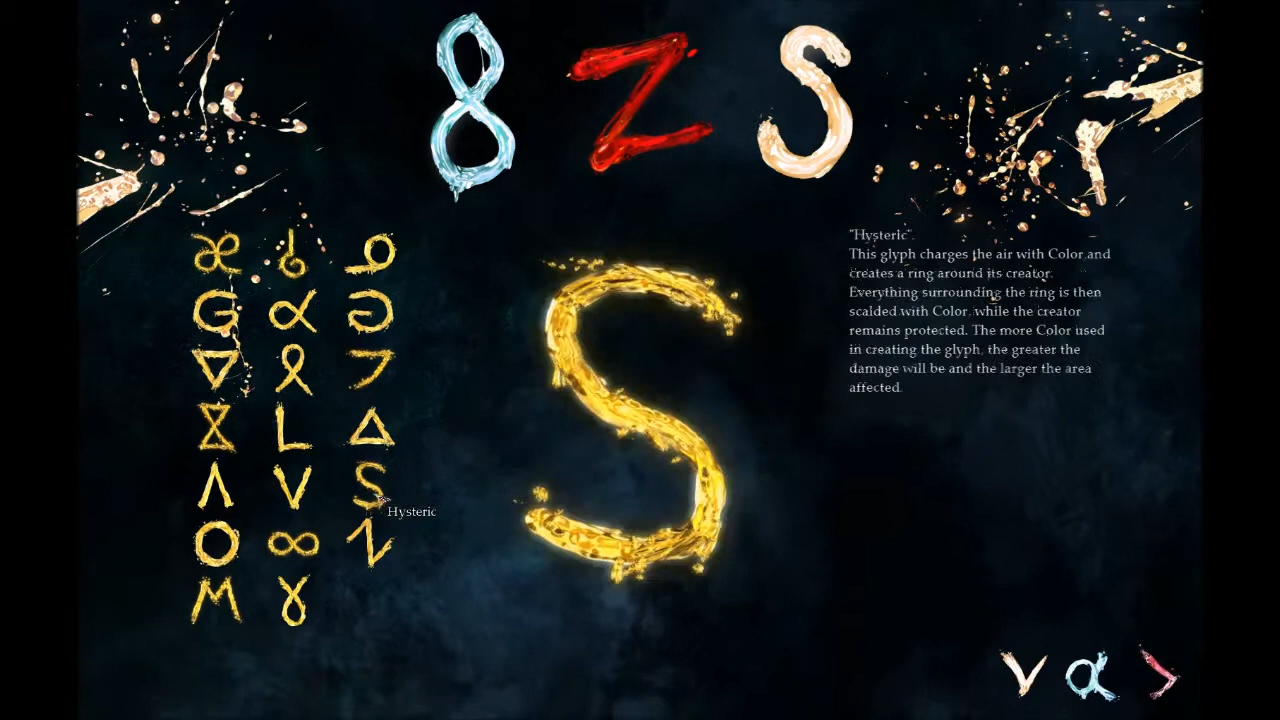 8 Z S
"Hysteric".
This glyph charges the air with Color and
creates a ring around its creator.
Everything surrounding the ring is then
scalded with Color, while the creator
remains protected. The more Color used
in creating the glyph, the greater the
damage will be and the larger the area
affected.
S
Hysteric